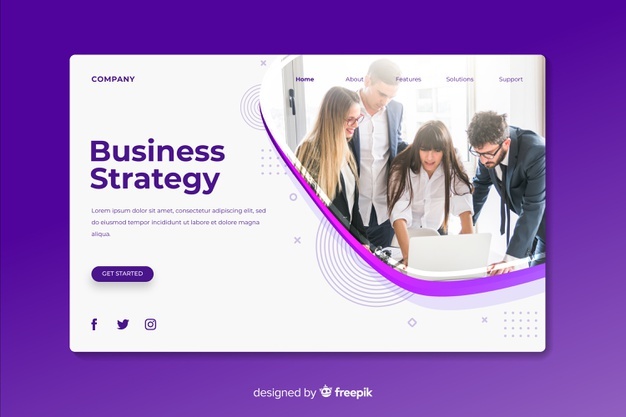 COMPANY
Home About Features Solutions Support
Business
Strategy
Lorem ipsum dolor sit amet, consectetur adipiscing elit, sed
do eiusmod tempor incididunt ut labore et dolore magna
aliqua.
GET STARTED
designed by freepik